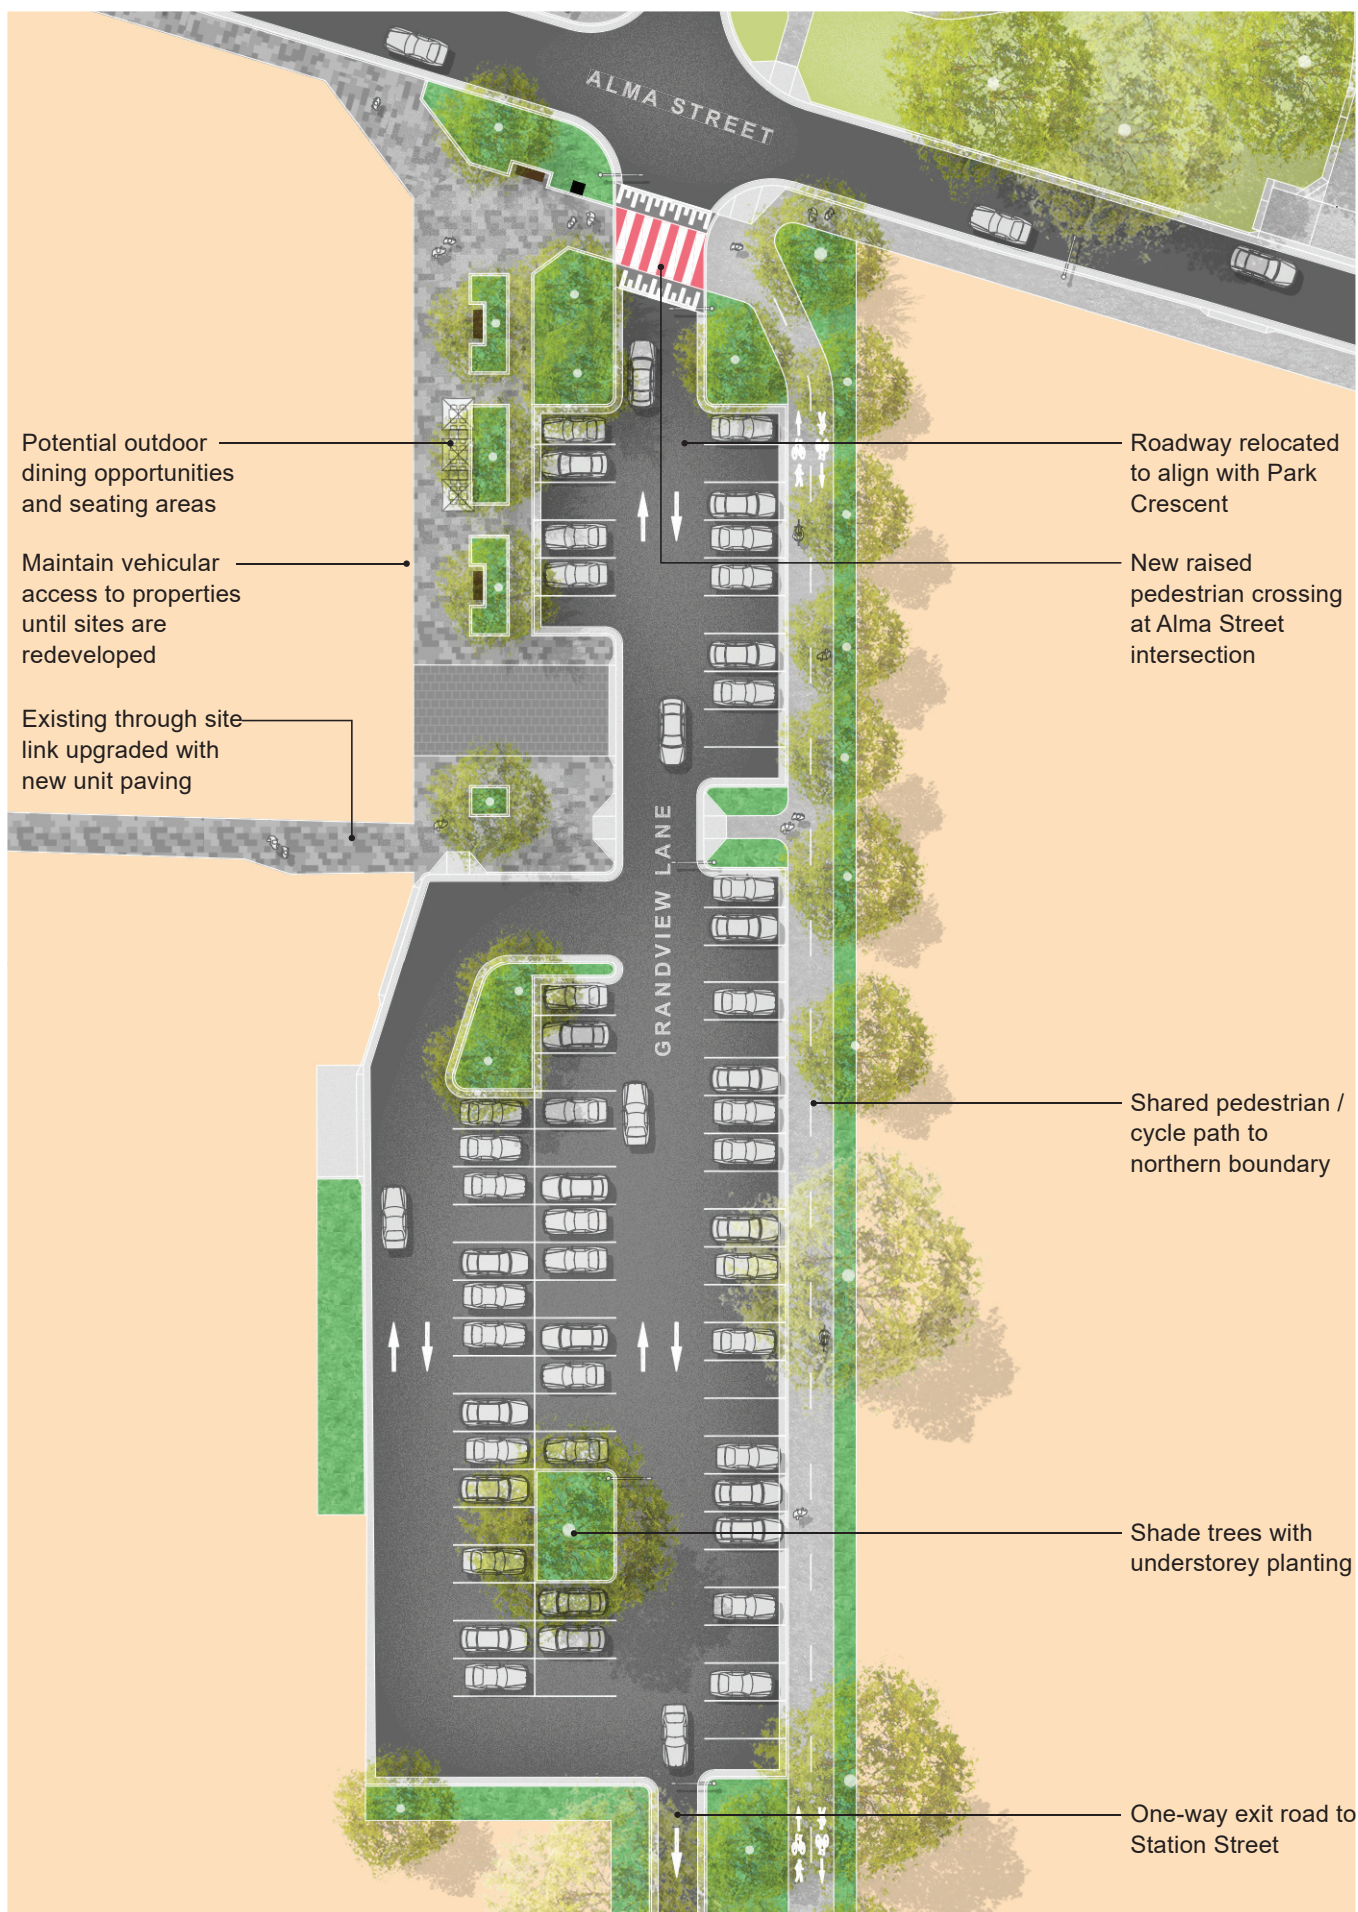 ALMA STREET
Potential outdoor
dining opportunities
and seating areas
Maintain vehicular
access to properties
until sites are
redeveloped
Existing through site
link upgraded with
new unit paving
Roadway relocated
to align with Park
Crescent
New raised
pedestrian crossing
at Alma Street
intersection
GRANDVIEW LANE
Shared pedestrian /
cycle path to
northern boundary
Shade trees with
understorey planting
One-way exit road to
Station Street